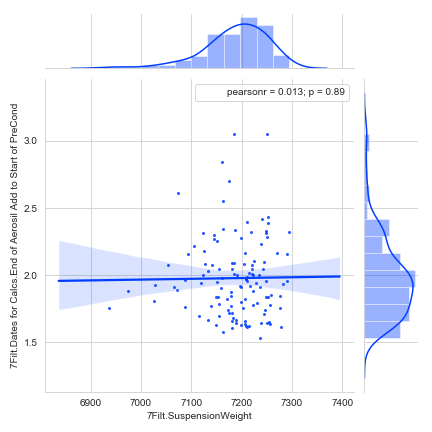 pearsonr = 0.013; p = 0.89
7Filt.Dates for Calcs.End of Aerosil Add to Start of PreCond
3.0
2.5
2.0
1.5
6900 7000 7100 7200 7300 7400
7Filt.SuspensionWeight